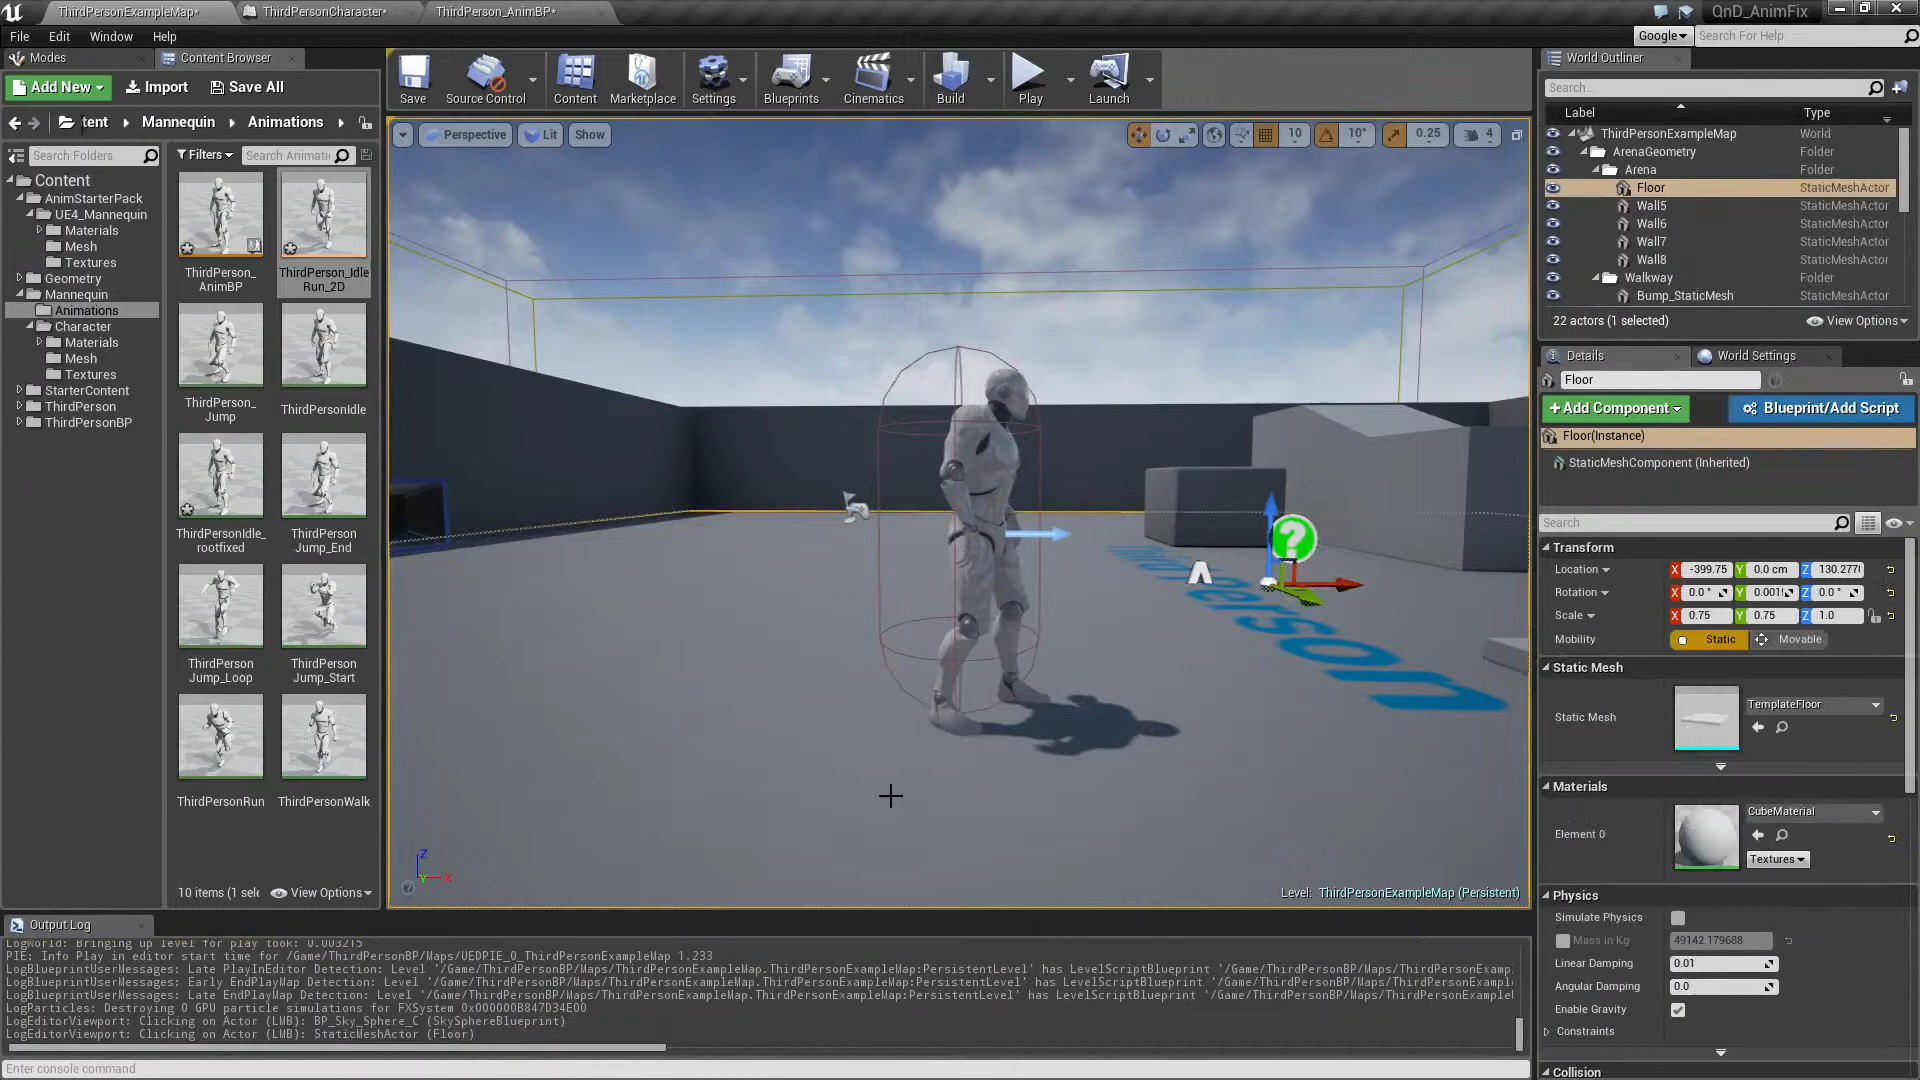 ThirdPersonExampleMap*
ThirdPersonCharacter*
ThirdPerson_AnimBP*
QnD_AnimFix
File
Edit
Window
Help
Google
Search For Help
Modes
Content Browser
Add New
Import
Save All
tent
Mannequin
Animations
Search Folders
Filters
Search Animati
Content
AnimStarterPack
UE4_Mannequin
Materials
Mesh
Textures
Geometry
Mannequin
Animations
Character
Materials
Mesh
Textures
StarterContent
ThirdPerson
ThirdPersonBP
ThirdPerson_
AnimBP
ThirdPerson_Idle
Run_2D
ThirdPerson_
Jump
ThirdPersonIdle
ThirdPersonIdle_
rootfixed
ThirdPerson
Jump_End
ThirdPerson
Jump_Loop
ThirdPerson
Jump_Start
ThirdPersonRun
ThirdPersonWalk
10 items (1 sele
View Options
Save
Source Control
Content
Marketplace
Settings
Blueprints
Cinematics
Build
Play
Launch
Perspective
Lit
Show
10
10°
0.25
4
Level: ThirdPersonExampleMap (Persistent)
World Outliner
Search...
Label
Type
ThirdPersonExampleMap World
ArenaGeometry Folder
Arena Folder
Floor StaticMeshActor
Wall5 StaticMeshActor
Wall6 StaticMeshActor
Wall7 StaticMeshActor
Wall8 StaticMeshActor
Walkway Folder
Bump_StaticMesh StaticMeshActor
22 actors (1 selected)
View Options
Details
World Settings
Floor
+Add Component
Blueprint/Add Script
Floor(Instance)
StaticMeshComponent (Inherited)
Search
Transform
Location X -399.75 Y 0.0 cm Z 130.277
Rotation X 0.0 ° Y 0.001 Z 0.0 °
Scale X 0.75 Y 0.75 Z 1.0
Mobility Static Movable
Static Mesh
Static Mesh
TemplateFloor
Materials
Element 0
CubeMaterial
Textures
Physics
Simulate Physics
Mass in Kg 49142.179688
Linear Damping 0.01
Angular Damping 0.0
Enable Gravity
Constraints
Collision
Output Log
LogWorld: Bringing up level for play took: 0.003215
PIE: Info Play in editor start time for /Game/ThirdPersonBP/Maps/UEDPIE_0_ThirdPersonExampleMap 1.233
LogBlueprintUserMessages: Late PlayInEditor Detection: Level '/Game/ThirdPersonBP/Maps/ThirdPersonExampleMap.ThirdPersonExampleMap:PersistentLevel' has LevelScriptBlueprint '/Game/ThirdPersonBP/Maps/ThirdPersonExampl
LogBlueprintUserMessages: Early EndPlayMap Detection: Level '/Game/ThirdPersonBP/Maps/ThirdPersonExampleMap.ThirdPersonExampleMap:PersistentLevel' has LevelScriptBlueprint '/Game/ThirdPersonBP/Maps/ThirdPersonExample
LogBlueprintUserMessages: Late EndPlayMap Detection: Level '/Game/ThirdPersonBP/Maps/ThirdPersonExampleMap.ThirdPersonExampleMap:PersistentLevel' has LevelScriptBlueprint '/Game/ThirdPersonBP/Maps/ThirdPersonExample
LogParticles: Destroying 0 GPU particle simulations for FXSystem 0x000000B847D34E00
LogEditorViewport: Clicking on Actor (LMB): BP_Sky_Sphere_C (SkySphereBlueprint)
LogEditorViewport: Clicking on Actor (LMB): StaticMeshActor (Floor)
Enter console command